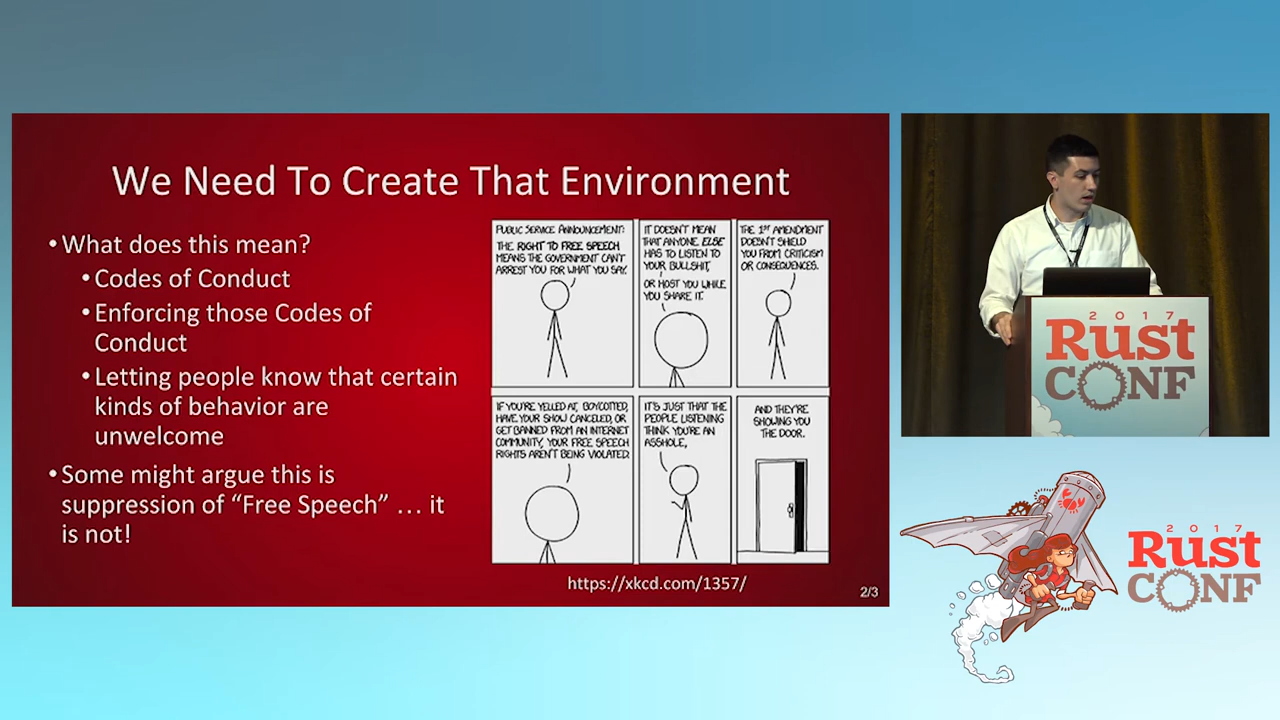 We Need To Create That Environment
• What does this mean?
• Codes of Conduct
• Enforcing those Codes of
Conduct
• Letting people know that certain
kinds of behavior are
unwelcome
• Some might argue this is
suppression of “Free Speech” … it
is not!
PUBLIC SERVICE ANNOUNCEMENT:
THE RIGHT TO FREE SPEECH
MEANS THE GOVERNMENT CAN'T
ARREST YOU FOR WHAT YOU SAY.
IT DOESN'T MEAN
THAT ANYONE ELSE
HAS TO LISTEN TO
YOUR BULLSHIT,
OR HOST YOU WHILE
YOU SHARE IT.
THE 1ST AMENDMENT
DOESN'T SHIELD
YOU FROM CRITICISM
OR CONSEQUENCES.
IF YOU'RE YELLED AT, BOYCOTTED,
HAVE YOUR SHOW CANCELED, OR
GET BANNED FROM AN INTERNET
COMMUNITY, YOUR FREE SPEECH
RIGHTS AREN'T BEING VIOLATED.
IT'S JUST THAT THE
PEOPLE LISTENING
THINK YOU'RE AN
ASSHOLE,
AND THEY'RE
SHOWING YOU
THE DOOR.
https://xkcd.com/1357/
2/3
2017
Rust
CONF
2017
Rust
CONF